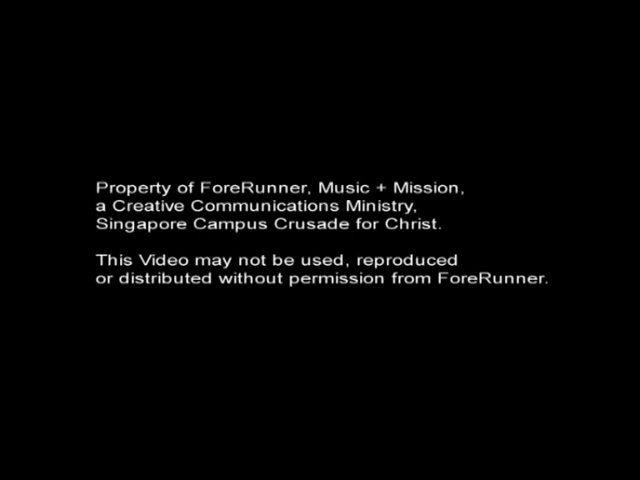 Property of ForeRunner, Music + Mission,
a Creative Communications Ministry,
Singapore Campus Crusade for Christ.
This Video may not be used, reproduced
or distributed without permission from ForeRunner.